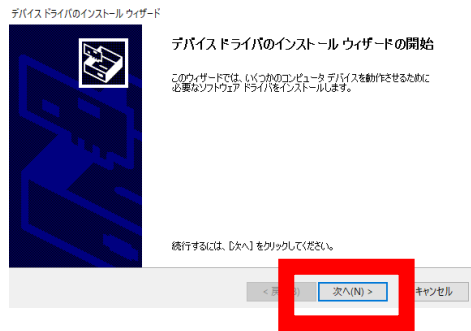 デバイス ドライバのインストール ウィザード
デバイス ドライバのインストール ウィザードの開始
このウィザードでは、いくつかのコンピュータ デバイスを動作させるために
必要なソフトウェア ドライバをインストールします。
続行するには、[次へ] をクリックしてください。
< 戻 次へ(N) > キャンセル